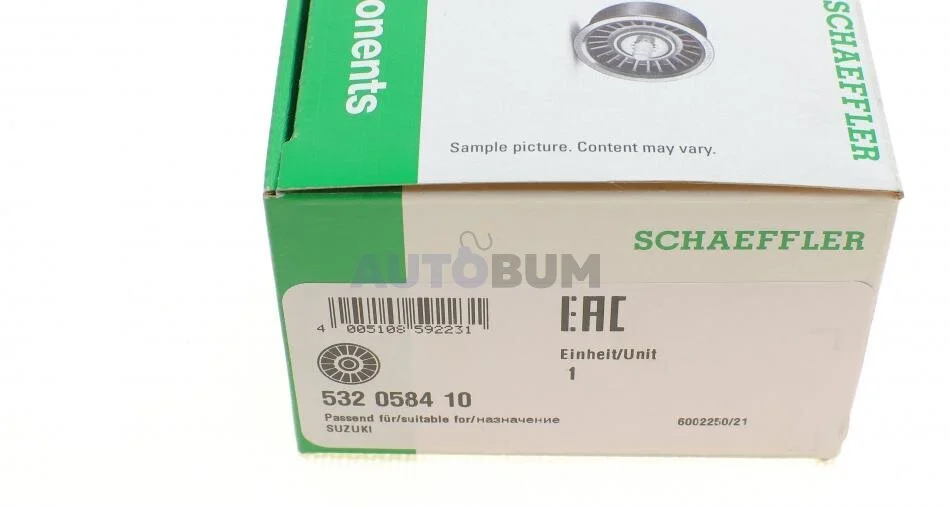 onents
SCHAEFFLER
Sample picture. Content may vary.
SCHAEFFLER
AUTOBUM
4 005108 592231
EAC
Einheit/Unit
1
532 0584 10
Passend für/suitable for/назначение
SUZUKI
6002250/21